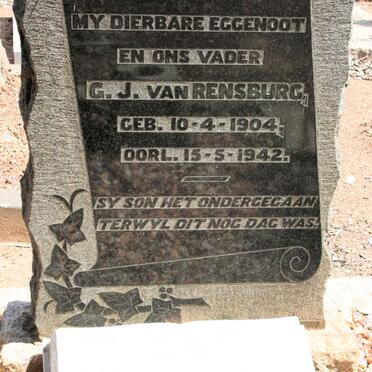 MY DIERBARE EGGENOOT
EN ONS VADER
G. J. VAN RENSBURG,
GEB. 10-4-1904,
OORL. 15-5-1942.
SY SON HET ONDERGEGAAN
TERWYL DIT NOG DAG WAS!